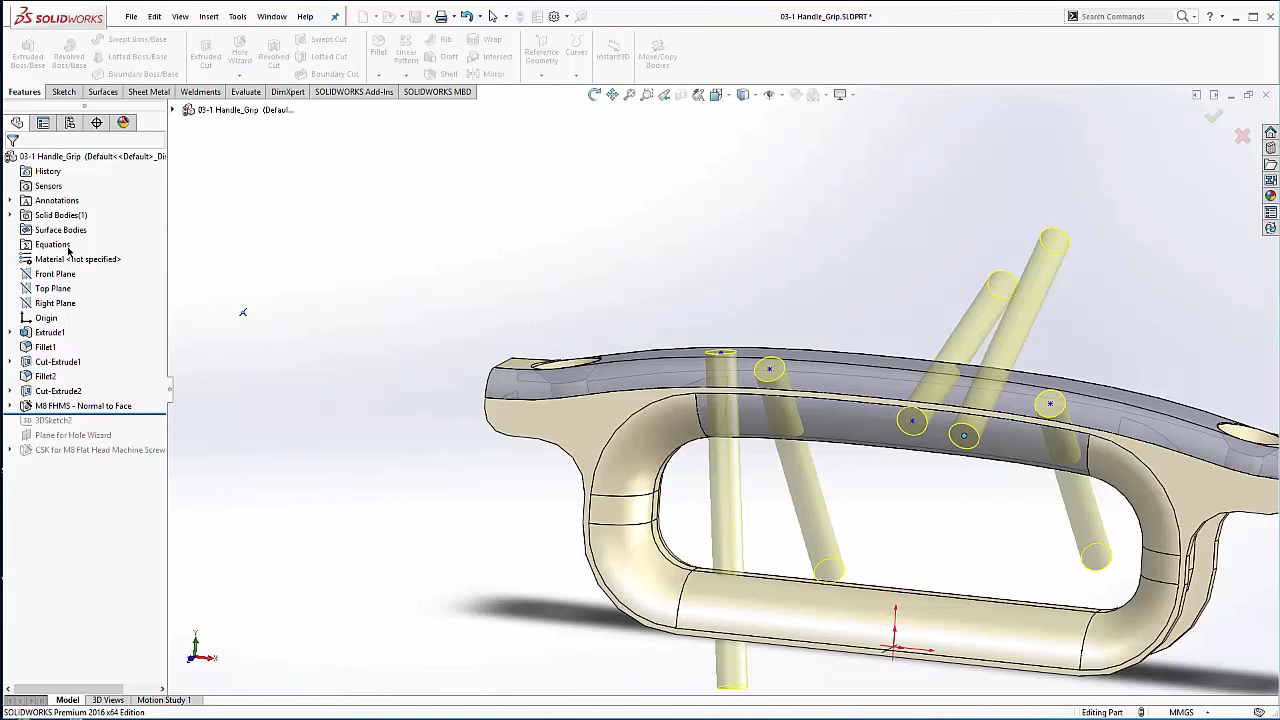 SOLIDWORKS File Edit View Insert Tools Window Help 03-1 Handle_Grip.SLDPRT * Search Commands
Extruded Boss/Base
Revolved Boss/Base
Swept Boss/Base
Lofted Boss/Base
Boundary Boss/Base
Extruded Cut
Hole Wizard
Revolved Cut
Swept Cut
Lofted Cut
Boundary Cut
Fillet
Linear Pattern
Rib
Draft
Shell
Wrap
Intersect
Mirror
Reference Geometry
Curves
Instant3D
Move/Copy Bodies
Features Sketch Surfaces Sheet Metal Weldments Evaluate DimXpert SOLIDWORKS Add-Ins SOLIDWORKS MBD
03-1 Handle_Grip (Defaul...
03-1 Handle_Grip (Default<<Default>_Dis
History
Sensors
Annotations
Solid Bodies(1)
Surface Bodies
Equations
Material <not specified>
Front Plane
Top Plane
Right Plane
Origin
Extrude1
Fillet1
Cut-Extrude1
Fillet2
Cut-Extrude2
M8 FHMS - Normal to Face
3DSketch2
Plane for Hole Wizard
CSK for M8 Flat Head Machine Screw
Y
X
Z
Model 3D Views Motion Study 1
SOLIDWORKS Premium 2016 x64 Edition Editing Part MMGS